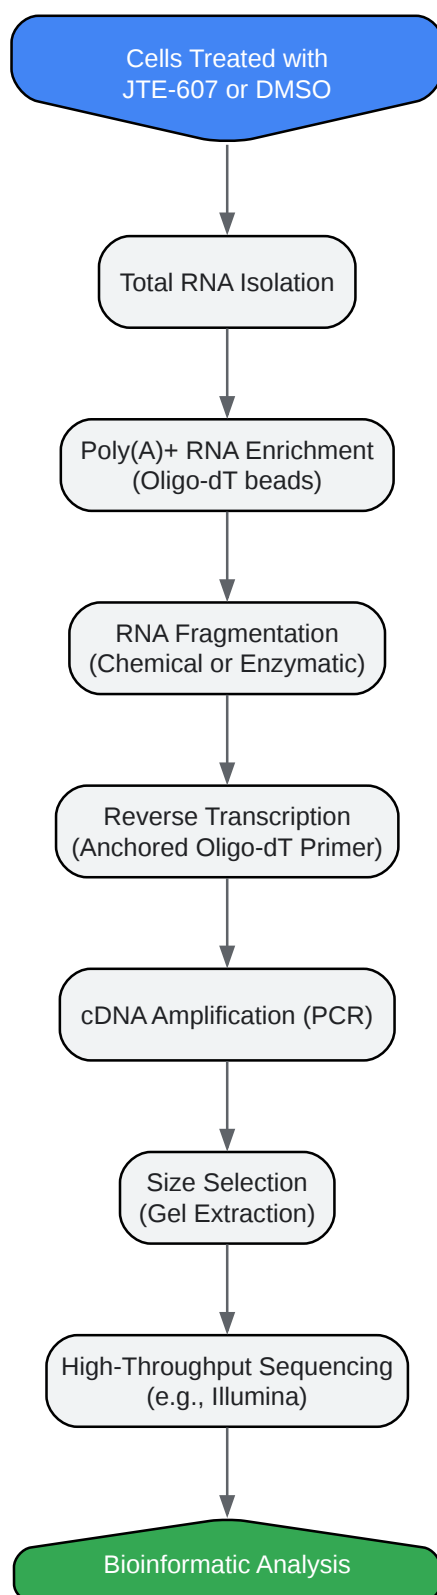 Cells Treated with
JTE-607 or DMSO
Total RNA Isolation
Poly(A)+ RNA Enrichment
(Oligo-dT beads)
RNA Fragmentation
(Chemical or Enzymatic)
Reverse Transcription
(Anchored Oligo-dT Primer)
cDNA Amplification (PCR)
Size Selection
(Gel Extraction)
High-Throughput Sequencing
(e.g., Illumina)
Bioinformatic Analysis